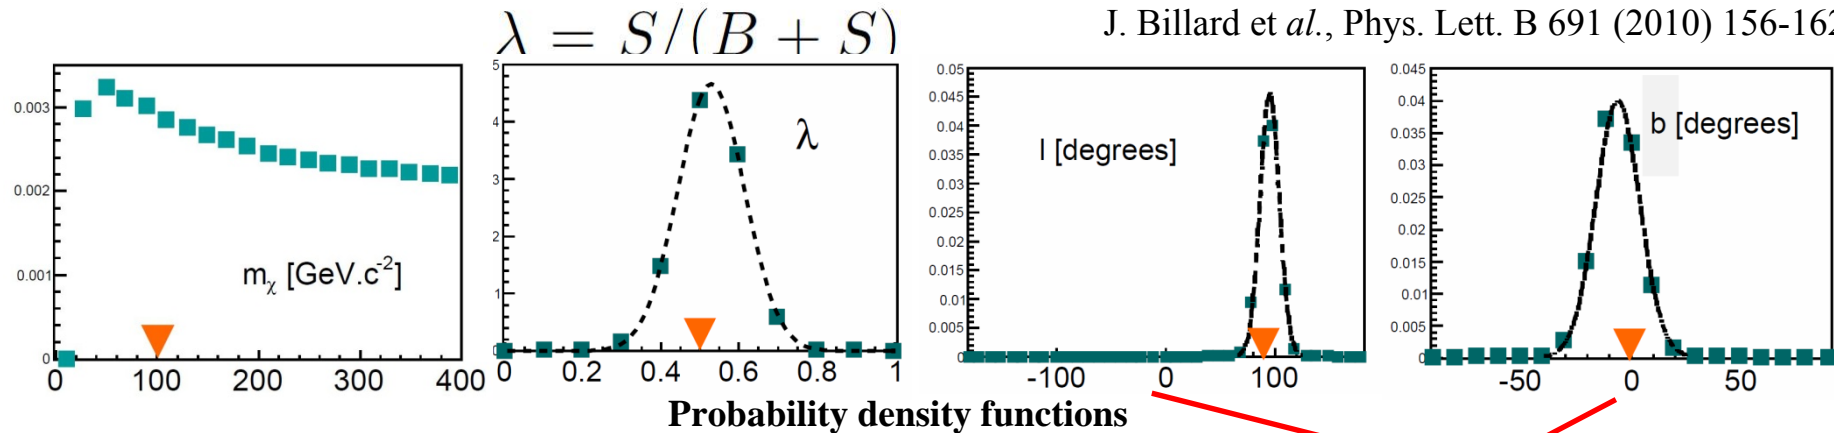 λ = S/(B + S)
J. Billard et al., Phys. Lett. B 691 (2010) 156-162
0.003
0.002
0.001
0
mχ [GeV.c-2]
0 100 200 300 400
5
4
3
2
1
0
λ
0 0.2 0.4 0.6 0.8 1
0.05
0.045
0.04
0.035
0.03
0.025
0.02
0.015
0.01
0.005
0
l [degrees]
-100 0 100
0.045
0.04
0.035
0.03
0.025
0.02
0.015
0.01
0.005
0
b [degrees]
-50 0 50
Probability density functions